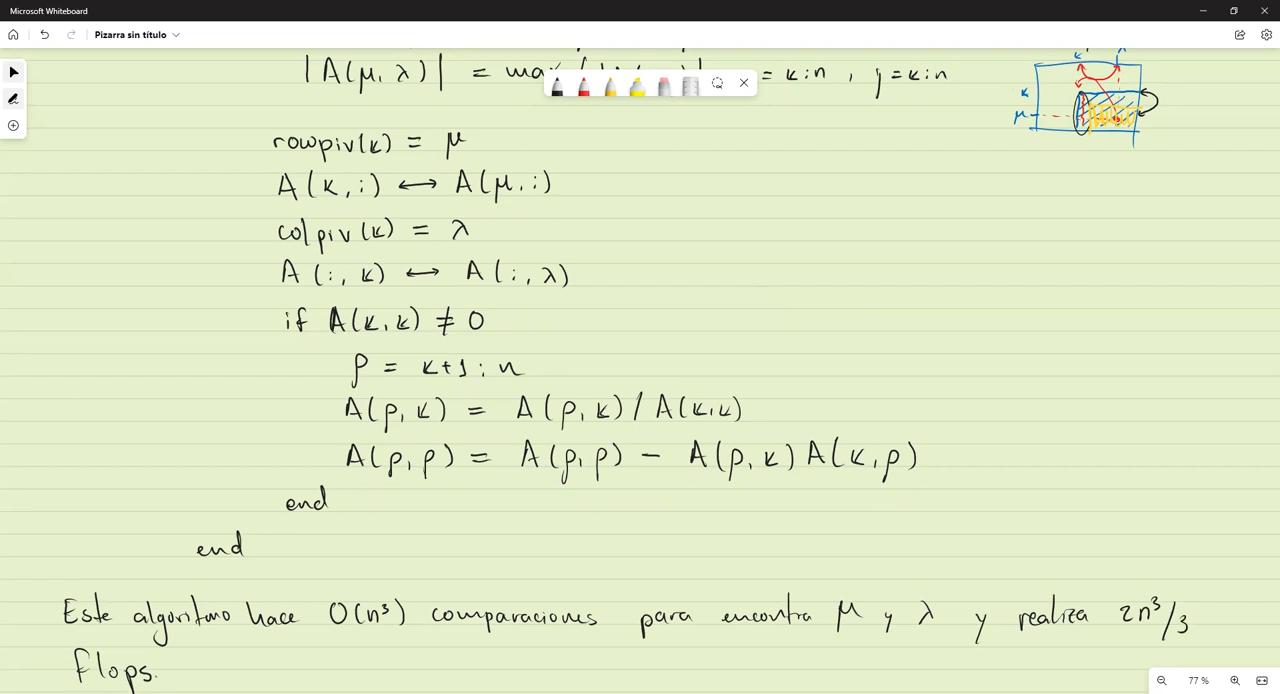 Microsoft Whiteboard
Pizarra sin título
|A(μ, λ)| = max = k:n, j = k:n
rowpiv(k) = μ
A(k, :) ↔ A(μ, :)
colpiv(k) = λ
A(:, k) ↔ A(:, λ)
if A(k, k) ≠ 0
ρ = k+1 : n
A(ρ, k) = A(ρ, k) / A(k, k)
A(ρ, ρ) = A(ρ, ρ) - A(ρ, k) A(k, ρ)
end
end
Este algoritmo hace O(n³) comparaciones para encontra μ y λ y realiza 2n³/3
flops.
k λ
k
μ
77 %